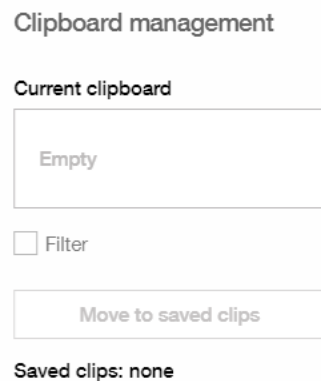 Clipboard management
Current clipboard
Empty
Filter
Move to saved clips
Saved clips: none